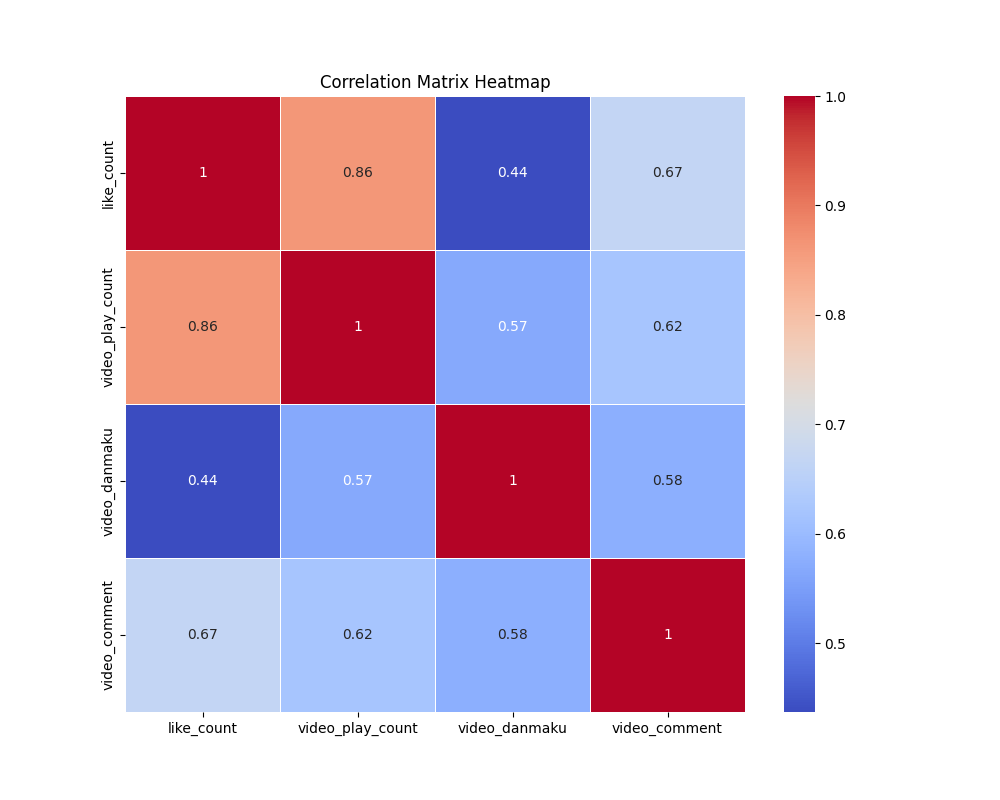 Correlation Matrix Heatmap
like_count
1
0.86
0.44
0.67
video_play_count
0.86
1
0.57
0.62
video_danmaku
0.44
0.57
1
0.58
video_comment
0.67
0.62
0.58
1
like_count
video_play_count
video_danmaku
video_comment
1.0
0.9
0.8
0.7
0.6
0.5